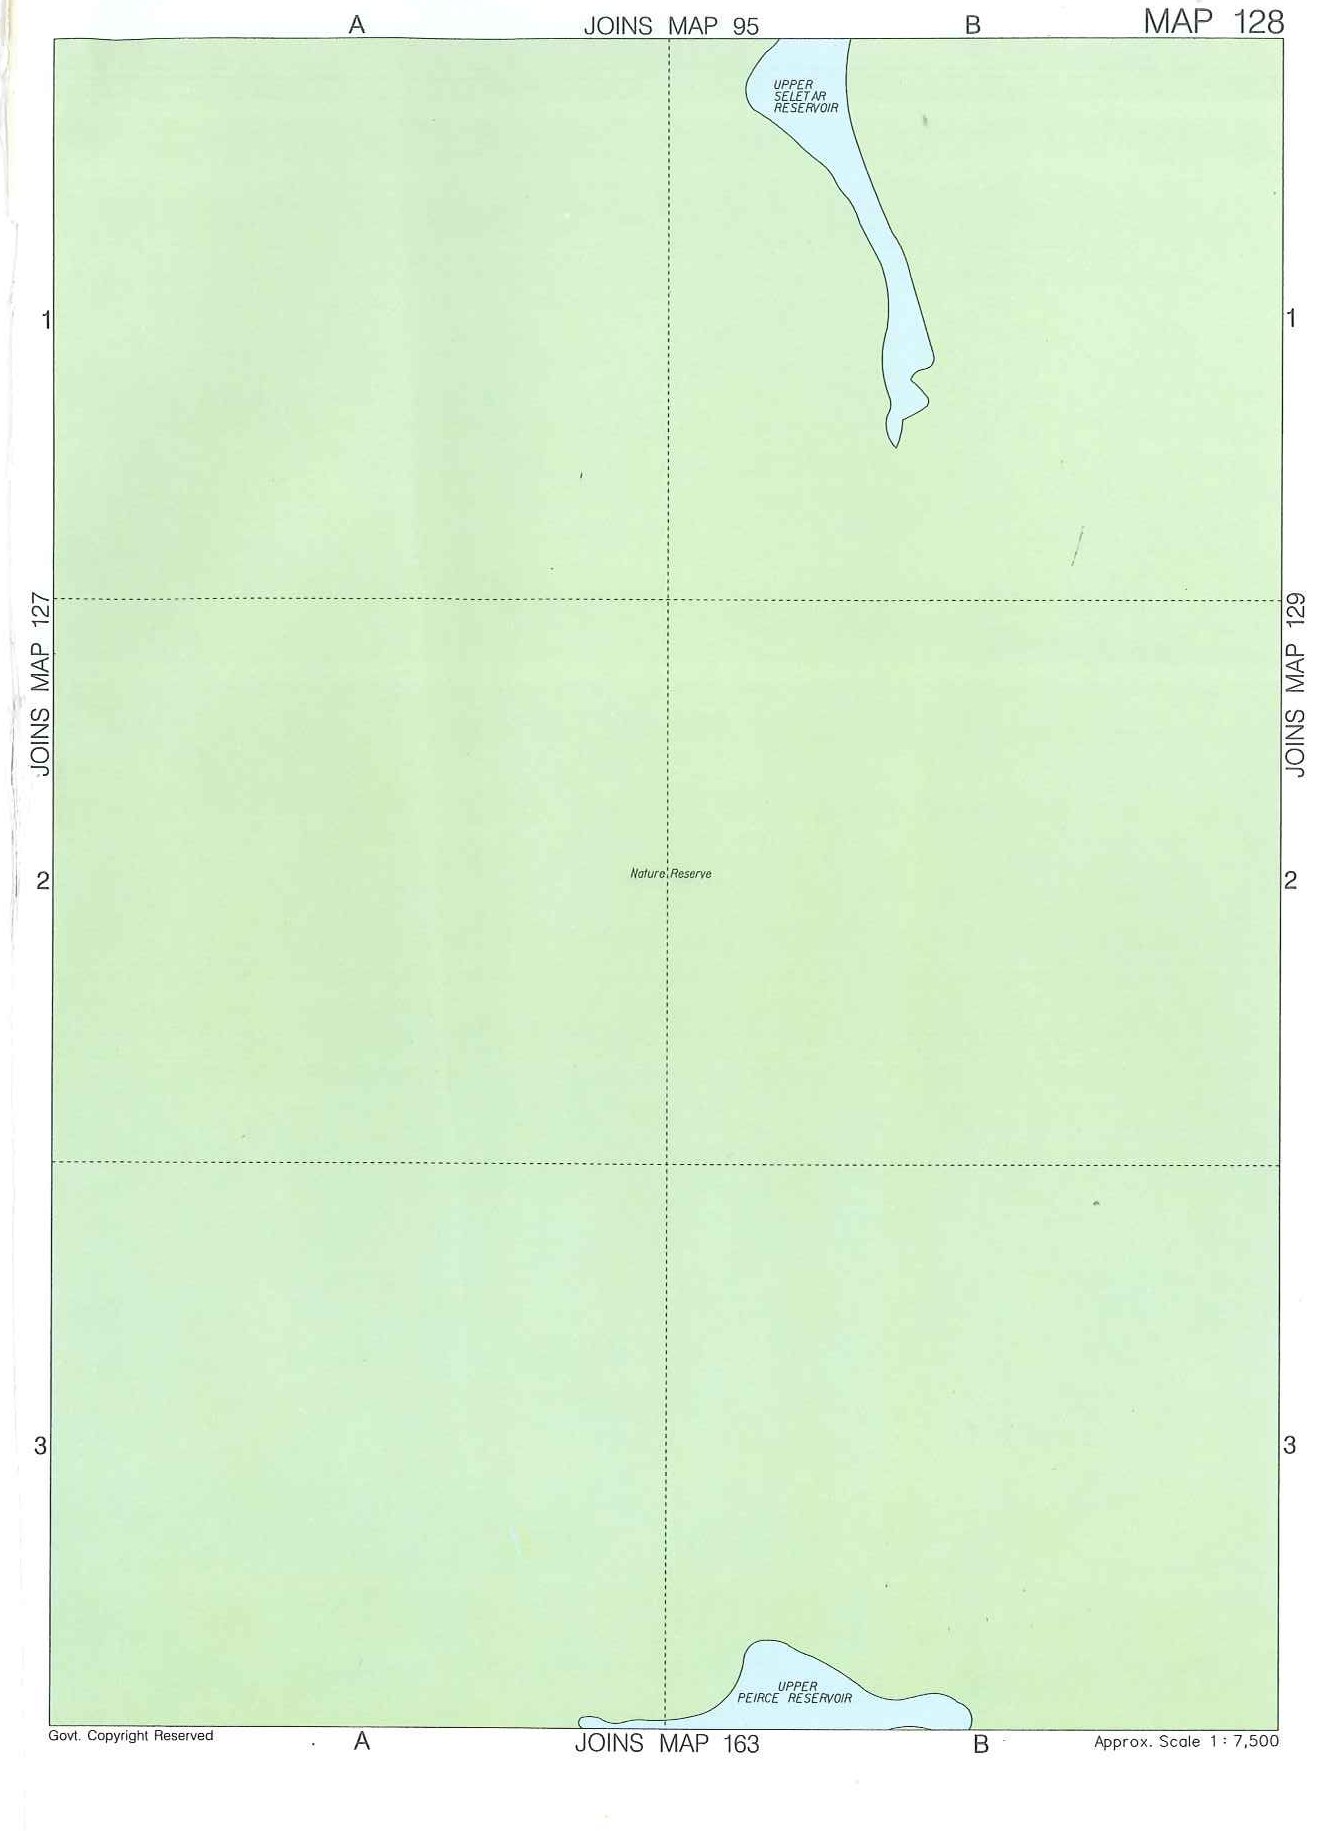 A JOINS MAP 95 B MAP 128
UPPER
SELETAR
RESERVOIR
1 1
JOINS MAP 127
JOINS MAP 129
Nature Reserve
2 2
3 3
UPPER
PEIRCE RESERVOIR
Govt. Copyright Reserved A JOINS MAP 163 B Approx. Scale 1 : 7,500